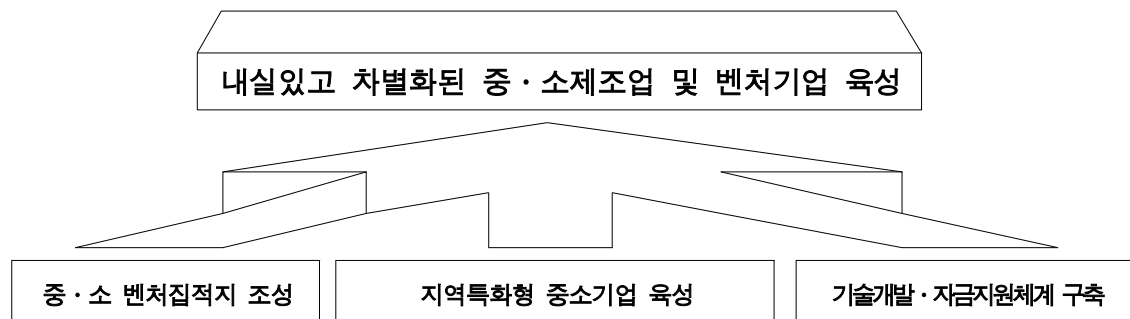 내실있고 차별화된 중·소제조업 및 벤처기업 육성
중·소 벤처집적지 조성
지역특화형 중소기업 육성
기술개발·자금지원체계 구축